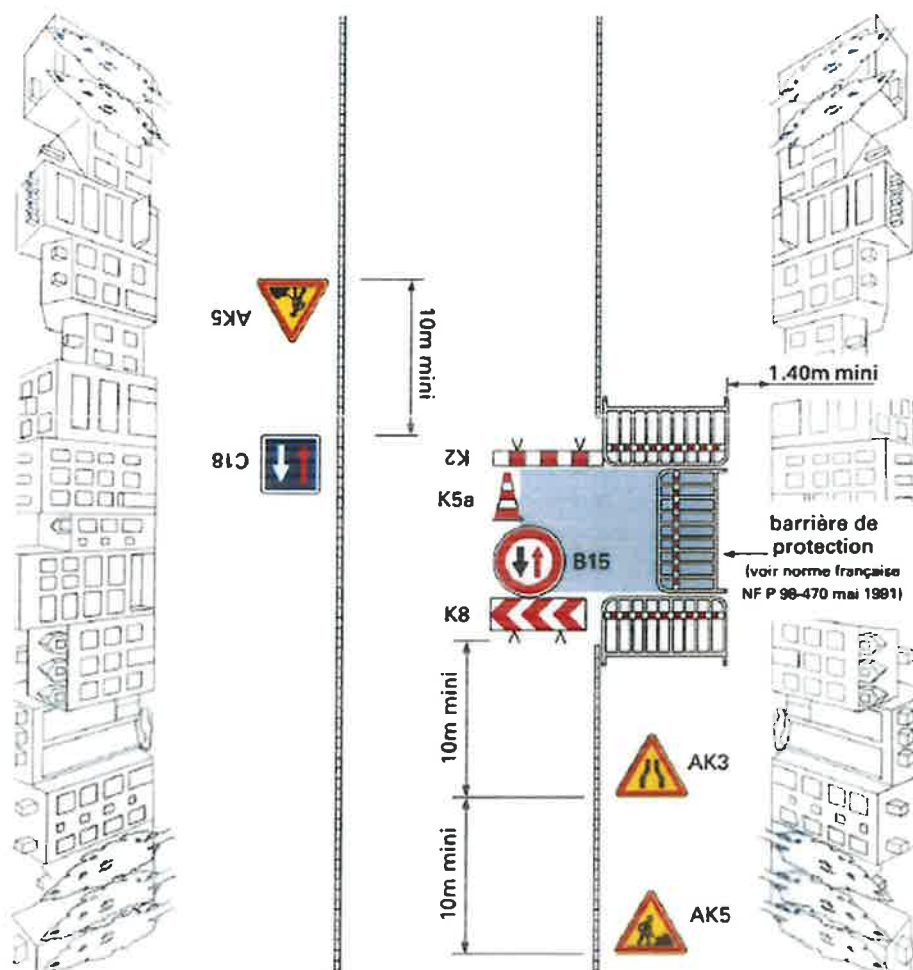 AK5
10m mini
1.40m mini
C18
K2
K5a
barrière de
protection
(voir norme française
NF P 98-470 mai 1991)
B15
K8
10m mini
AK3
10m mini
AK5